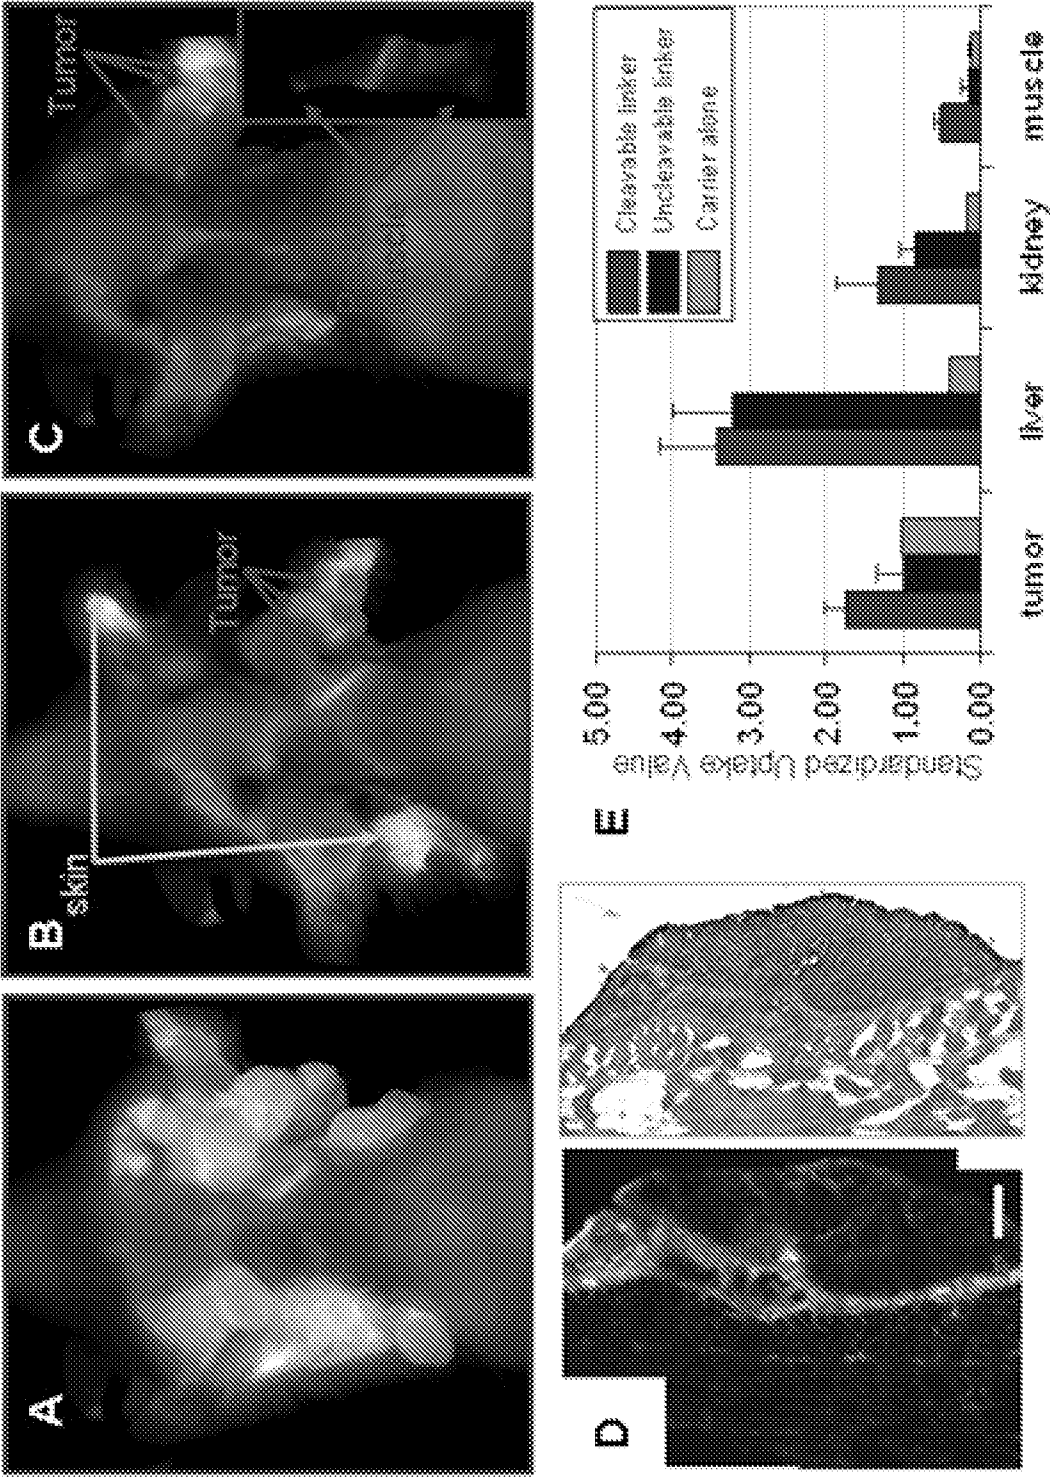 A
B
skin
Tumor
C
Tumor
D
E
Standardized Uptake Value
5.00
4.00
3.00
2.00
1.00
0.00
Cleavable linker
Uncleavable linker
Carrier alone
tumor
liver
kidney
muscle